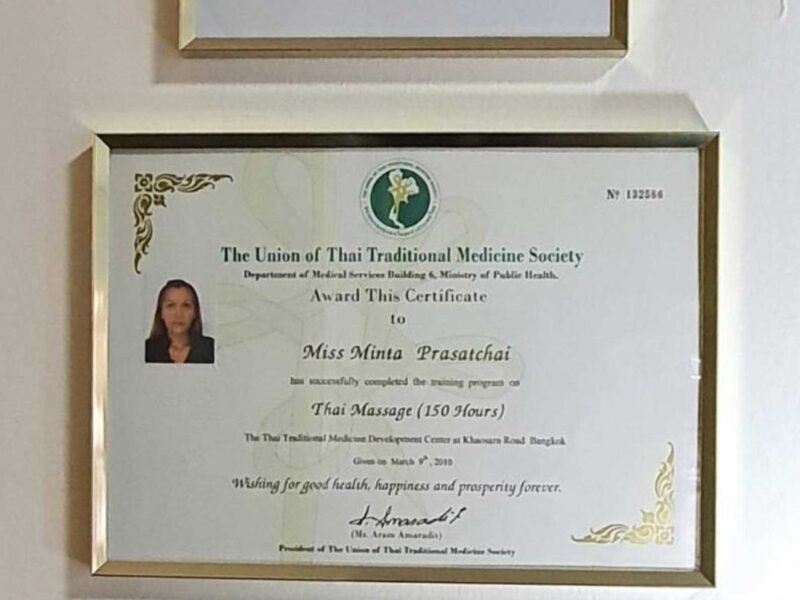 Nº 132586
The Union of Thai Traditional Medicine Society
Department of Medical Services Building 6, Ministry of Public Health.
Award This Certificate
to
Miss Minta Prasatchai
has successfully completed the training program on
Thai Massage (150 Hours)
The Thai Traditional Medicine Development Center at Khaosarn Road Bangkok
Given on March 9th, 2010
Wishing for good health, happiness and prosperity forever.
(Ms. Aram Amaradit)
President of The Union of Thai Traditional Medicine Society